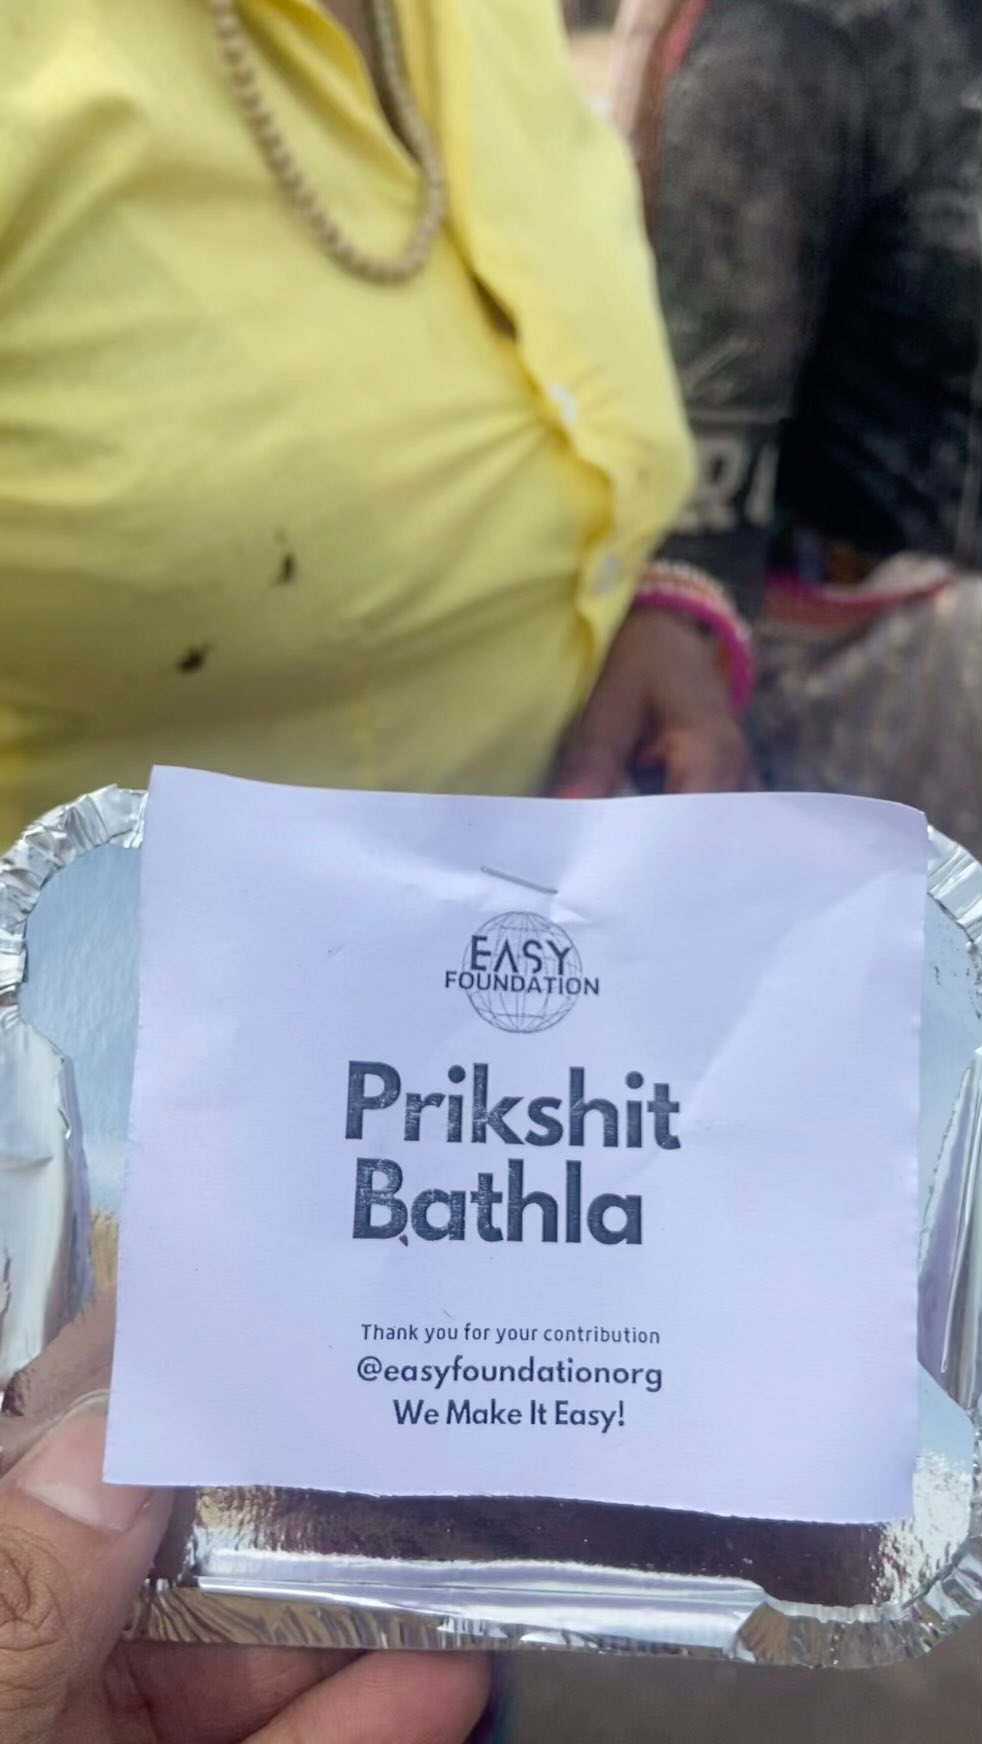 EASY
FOUNDATION
Prikshit
Bathla
Thank you for your contribution
@easyfoundationorg
We Make It Easy!